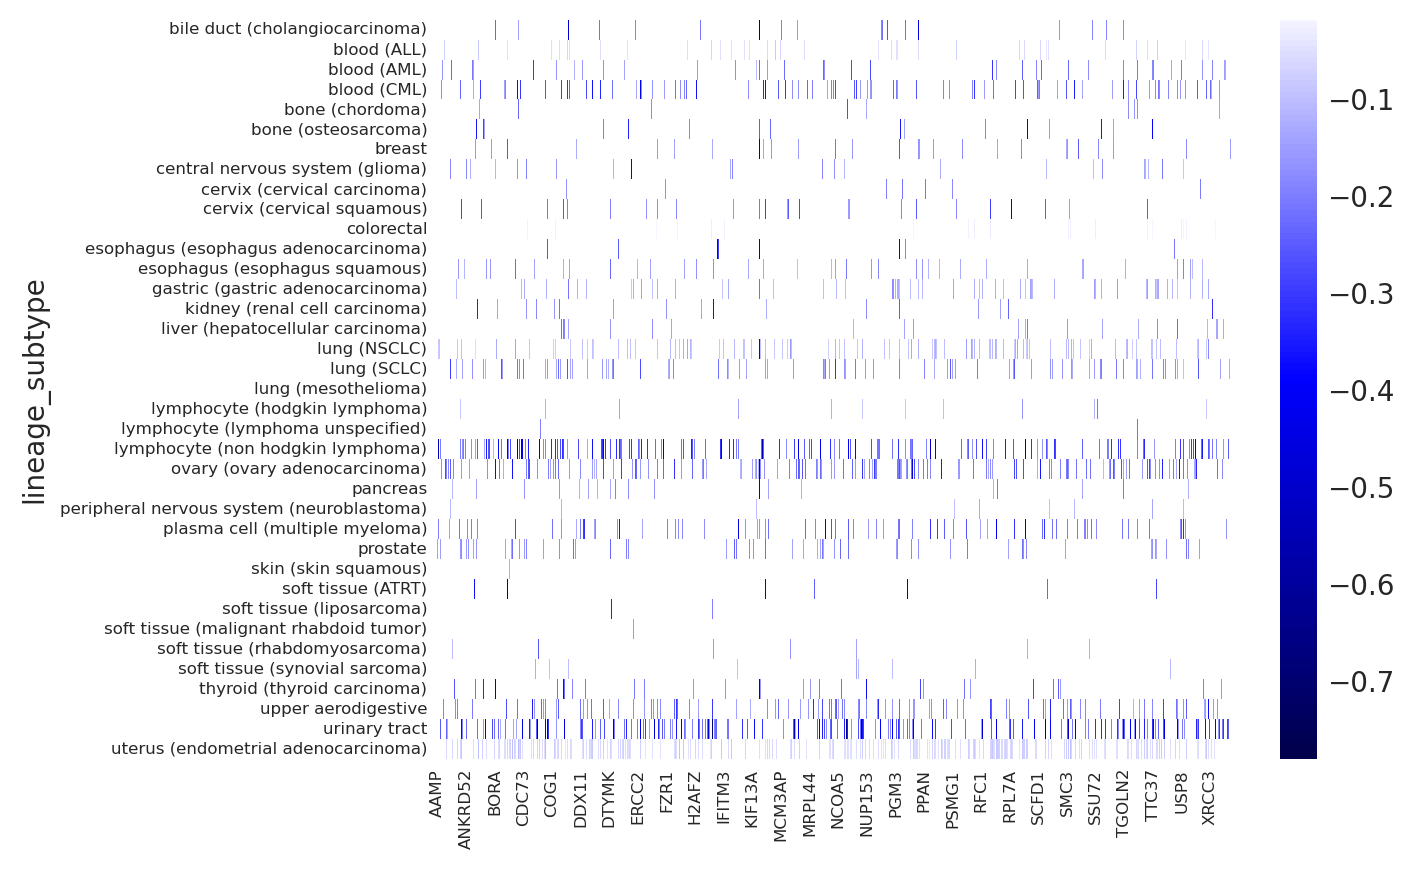 lineage_subtype
bile duct (cholangiocarcinoma)
blood (ALL)
blood (AML)
blood (CML)
bone (chordoma)
bone (osteosarcoma)
breast
central nervous system (glioma)
cervix (cervical carcinoma)
cervix (cervical squamous)
colorectal
esophagus (esophagus adenocarcinoma)
esophagus (esophagus squamous)
gastric (gastric adenocarcinoma)
kidney (renal cell carcinoma)
liver (hepatocellular carcinoma)
lung (NSCLC)
lung (SCLC)
lung (mesothelioma)
lymphocyte (hodgkin lymphoma)
lymphocyte (lymphoma unspecified)
lymphocyte (non hodgkin lymphoma)
ovary (ovary adenocarcinoma)
pancreas
peripheral nervous system (neuroblastoma)
plasma cell (multiple myeloma)
prostate
skin (skin squamous)
soft tissue (ATRT)
soft tissue (liposarcoma)
soft tissue (malignant rhabdoid tumor)
soft tissue (rhabdomyosarcoma)
soft tissue (synovial sarcoma)
thyroid (thyroid carcinoma)
upper aerodigestive
urinary tract
uterus (endometrial adenocarcinoma)
AAMP
ANKRD52
BORA
CDC73
COG1
DDX11
DTYMK
ERCC2
FZR1
H2AFZ
IFITM3
KIF13A
MCM3AP
MRPL44
NCOA5
NUP153
PGM3
PPAN
PSMG1
RFC1
RPL7A
SCFD1
SMC3
SSU72
TGOLN2
TTC37
USP8
XRCC3
−0.1
−0.2
−0.3
−0.4
−0.5
−0.6
−0.7